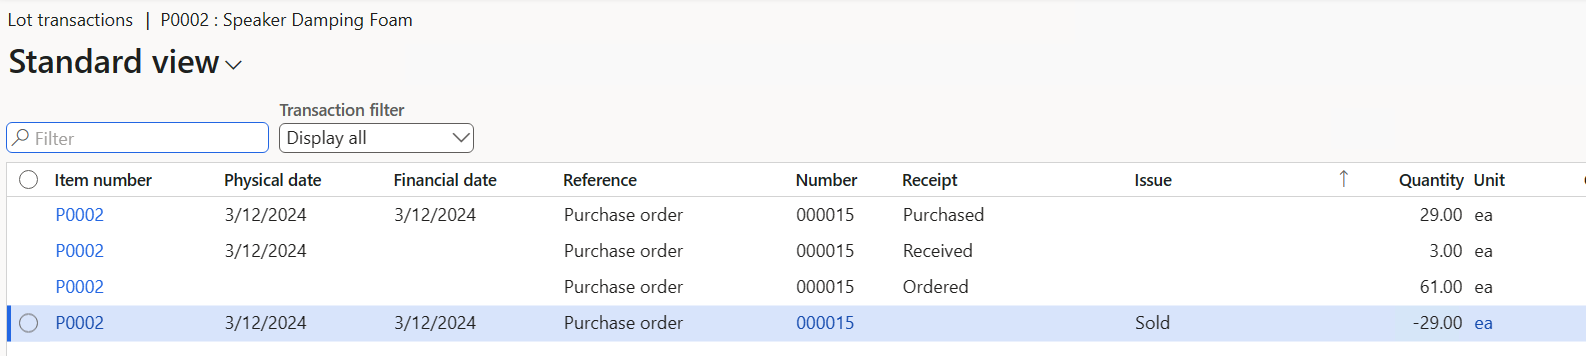 Lot transactions | P0002 : Speaker Damping Foam
Standard view
Transaction filter
Filter Display all
Item number Physical date Financial date Reference Number Receipt Issue Quantity Unit
P0002 3/12/2024 3/12/2024 Purchase order 000015 Purchased 29.00 ea
P0002 3/12/2024 Purchase order 000015 Received 3.00 ea
P0002 Purchase order 000015 Ordered 61.00 ea
P0002 3/12/2024 3/12/2024 Purchase order 000015 Sold -29.00 ea